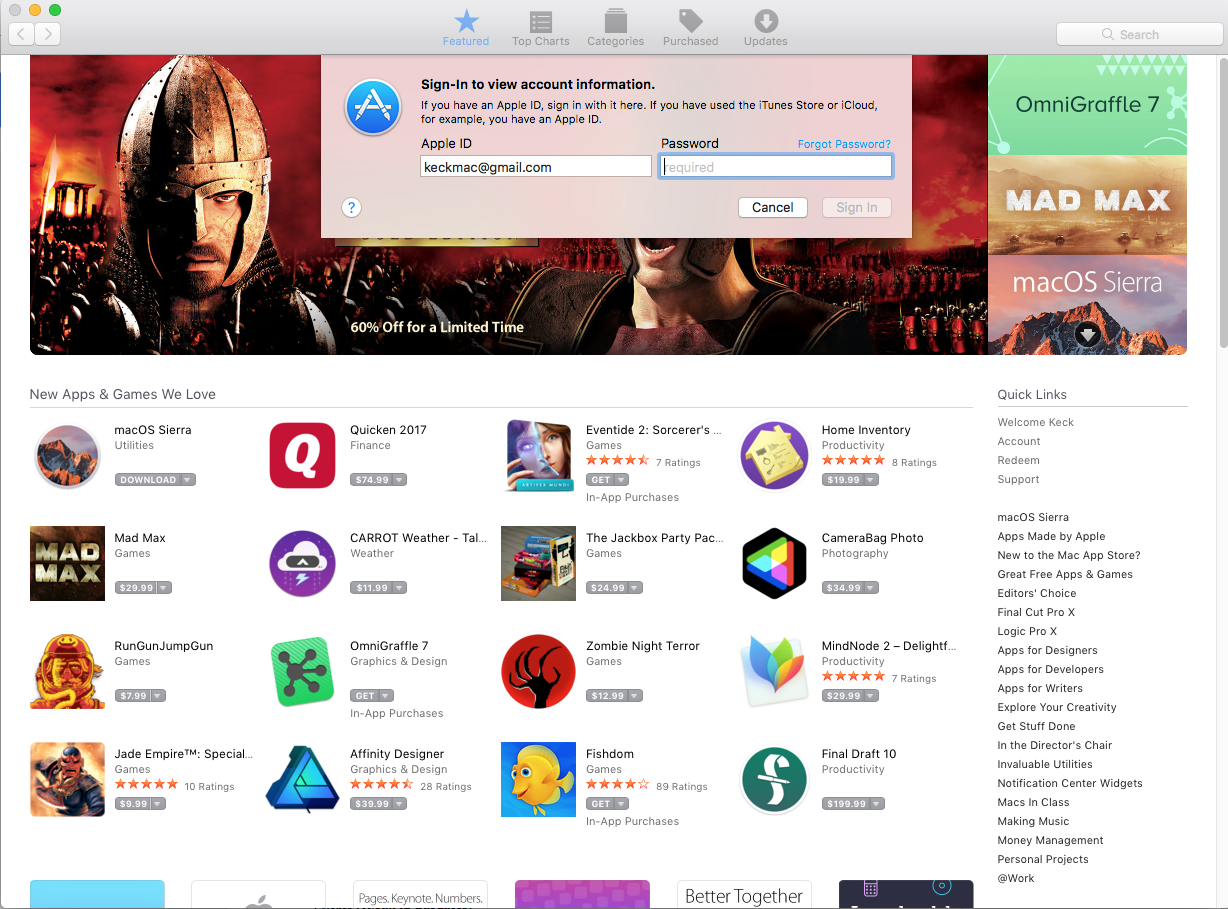 Featured
Top Charts
Categories
Purchased
Updates
Search
Sign-In to view account information.
If you have an Apple ID, sign in with it here. If you have used the iTunes Store or iCloud,
for example, you have an Apple ID.
Apple ID
Password
Forgot Password?
keckmac@gmail.com
required
?
Cancel
Sign In
60% Off for a Limited Time
OmniGraffle 7
MAD MAX
macOS Sierra
New Apps & Games We Love
macOS Sierra
Utilities
DOWNLOAD
Quicken 2017
Finance
$74.99
Eventide 2: Sorcerer's ...
Games
7 Ratings
GET
In-App Purchases
ARTIFEX MUNDI
Home Inventory
Productivity
8 Ratings
$19.99
MAD
MAX
Mad Max
Games
$29.99
CARROT Weather - Tal...
Weather
$11.99
The Jackbox Party Pac...
Games
$24.99
CameraBag Photo
Photography
$34.99
RunGunJumpGun
Games
$7.99
OmniGraffle 7
Graphics & Design
GET
In-App Purchases
Zombie Night Terror
Games
$12.99
MindNode 2 – Delightf...
Productivity
7 Ratings
$29.99
Jade Empire™: Special...
Games
10 Ratings
$9.99
Affinity Designer
Graphics & Design
28 Ratings
$39.99
Fishdom
Games
89 Ratings
GET
In-App Purchases
Final Draft 10
Productivity
$199.99
Quick Links
Welcome Keck
Account
Redeem
Support
macOS Sierra
Apps Made by Apple
New to the Mac App Store?
Great Free Apps & Games
Editors' Choice
Final Cut Pro X
Logic Pro X
Apps for Designers
Apps for Developers
Apps for Writers
Explore Your Creativity
Get Stuff Done
In the Director's Chair
Invaluable Utilities
Notification Center Widgets
Macs In Class
Making Music
Money Management
Personal Projects
@Work
Pages. Keynote. Numbers.
Better Together